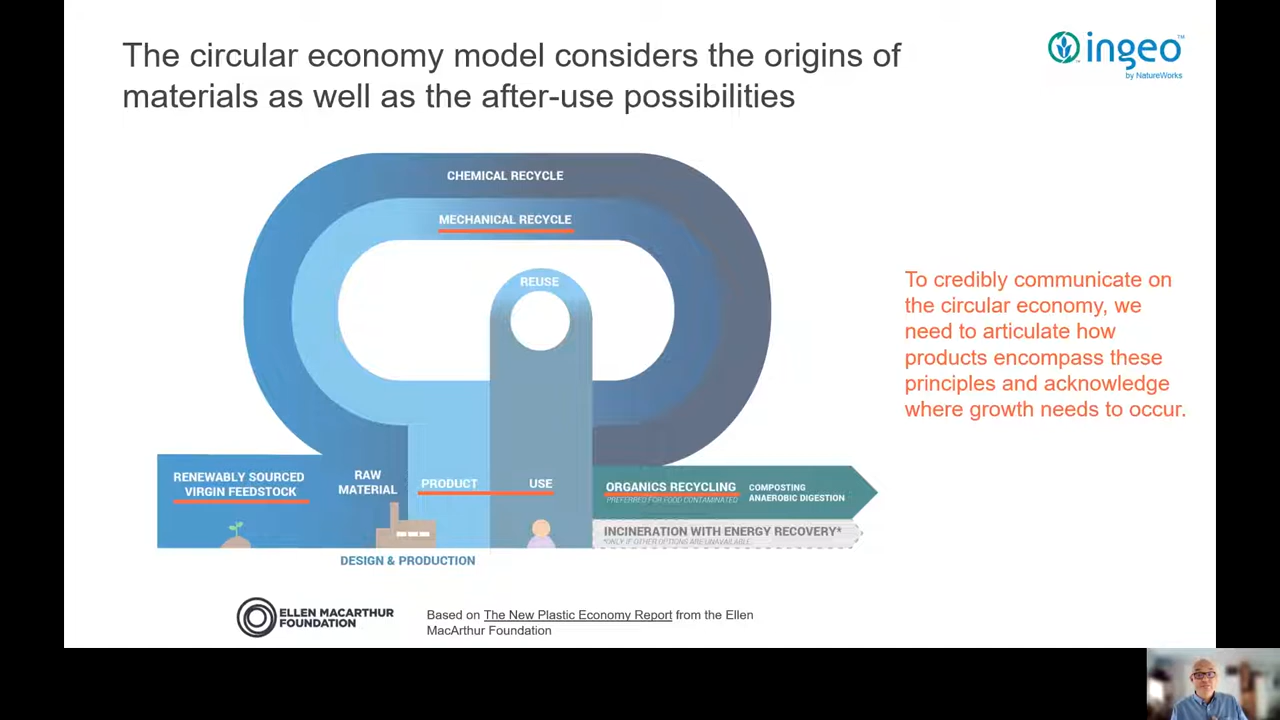 The circular economy model considers the origins of
materials as well as the after-use possibilities
ingeo™
by NatureWorks
CHEMICAL RECYCLE
MECHANICAL RECYCLE
REUSE
To credibly communicate on
the circular economy, we
need to articulate how
products encompass these
principles and acknowledge
where growth needs to occur.
RENEWABLY SOURCED
VIRGIN FEEDSTOCK
RAW
MATERIAL
PRODUCT
USE
ORGANICS RECYCLING
PREFERRED FOR FOOD CONTAMINATED
COMPOSTING
ANAEROBIC DIGESTION
INCINERATION WITH ENERGY RECOVERY*
*ONLY IF OTHER OPTIONS ARE UNAVAILABLE.
DESIGN & PRODUCTION
ELLEN MACARTHUR
FOUNDATION
Based on The New Plastic Economy Report from the Ellen
MacArthur Foundation